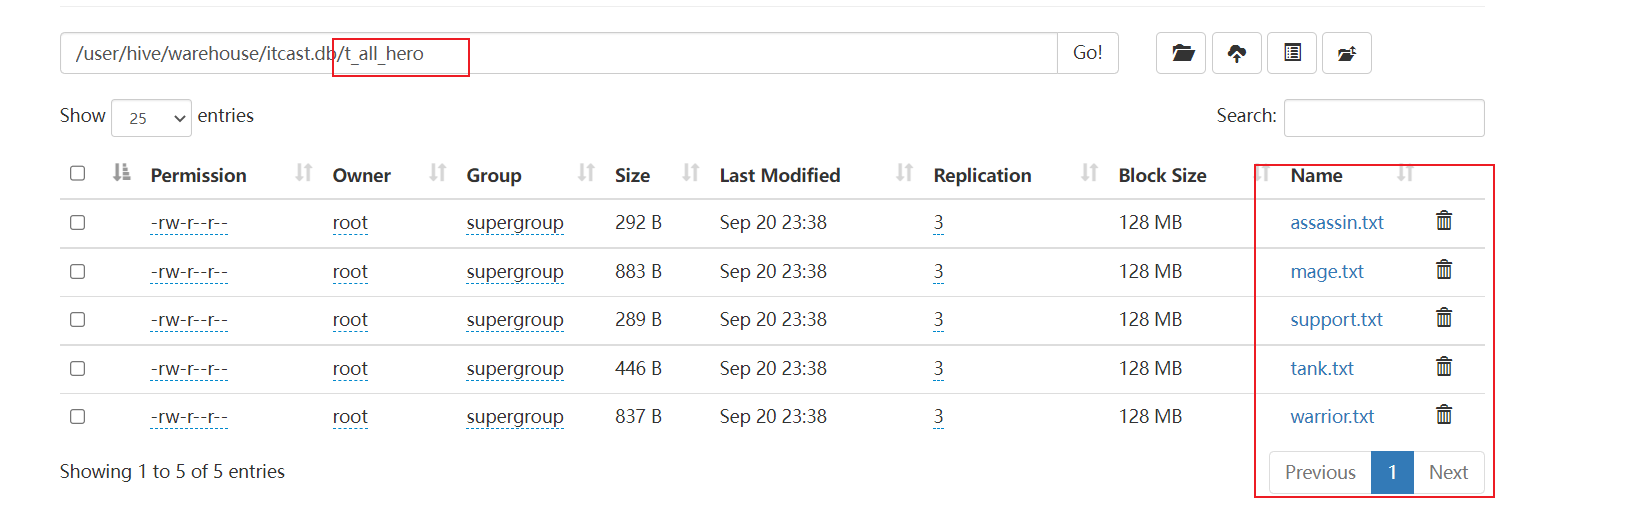 /user/hive/warehouse/itcast.db/t_all_hero Go!
Show 25 entries Search:
Permission Owner Group Size Last Modified Replication Block Size Name
-rw-r--r-- root supergroup 292 B Sep 20 23:38 3 128 MB assassin.txt
-rw-r--r-- root supergroup 883 B Sep 20 23:38 3 128 MB mage.txt
-rw-r--r-- root supergroup 289 B Sep 20 23:38 3 128 MB support.txt
-rw-r--r-- root supergroup 446 B Sep 20 23:38 3 128 MB tank.txt
-rw-r--r-- root supergroup 837 B Sep 20 23:38 3 128 MB warrior.txt
Showing 1 to 5 of 5 entries Previous 1 Next